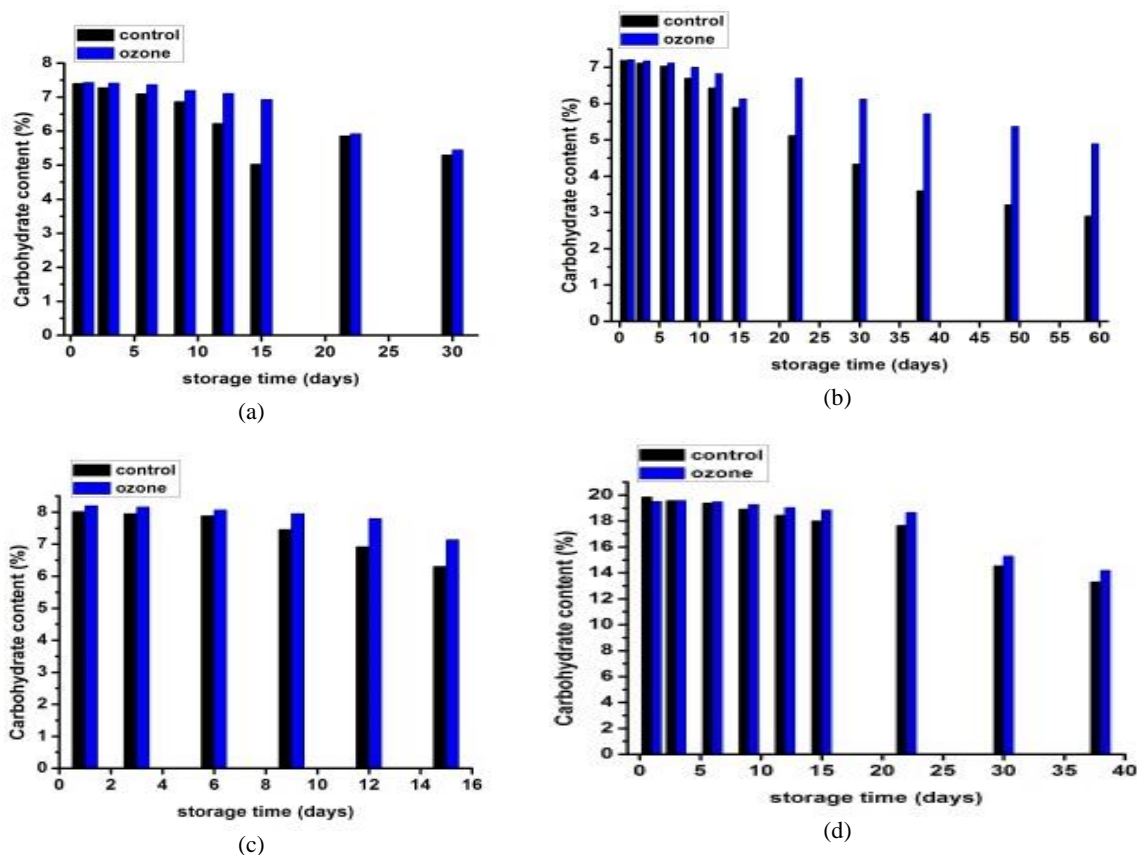 control
ozone
Carbohydrate content (%)
8
7
6
5
4
3
2
1
0
0 5 10 15 20 25 30
storage time (days)
(a)
control
ozone
Carbohydrate content (%)
7
6
5
4
3
2
1
0
0 5 10 15 20 25 30 35 40 45 50 55 60
storage time (days)
(b)
control
ozone
Carbohydrate content (%)
8
7
6
5
4
3
2
1
0
0 2 4 6 8 10 12 14 16
storage time (days)
(c)
control
ozone
Carbohydrate content (%)
20
18
16
14
12
10
8
6
4
2
0
0 5 10 15 20 25 30 35 40
storage time (days)
(d)